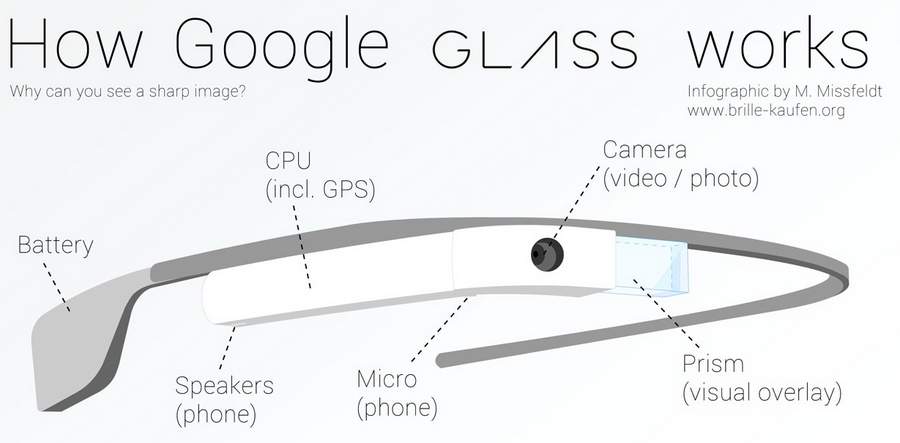 How Google GLASS works
Why can you see a sharp image?
Infographic by M. Missfeldt
www.brille-kaufen.org
CPU
(incl. GPS)
Camera
(video / photo)
Battery
Speakers
(phone)
Micro
(phone)
Prism
(visual overlay)